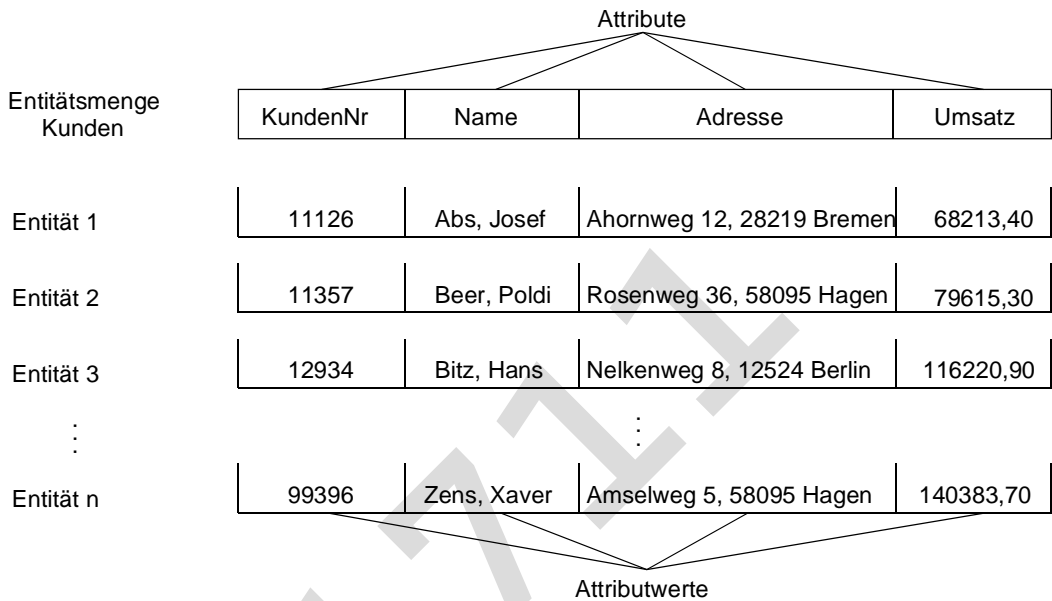 Attribute
Entitätsmenge
Kunden
KundenNr Name Adresse Umsatz
Entität 1 11126 Abs, Josef Ahornweg 12, 28219 Bremen 68213,40
Entität 2 11357 Beer, Poldi Rosenweg 36, 58095 Hagen 79615,30
Entität 3 12934 Bitz, Hans Nelkenweg 8, 12524 Berlin 116220,90
Entität n 99396 Zens, Xaver Amselweg 5, 58095 Hagen 140383,70
Attributwerte
711